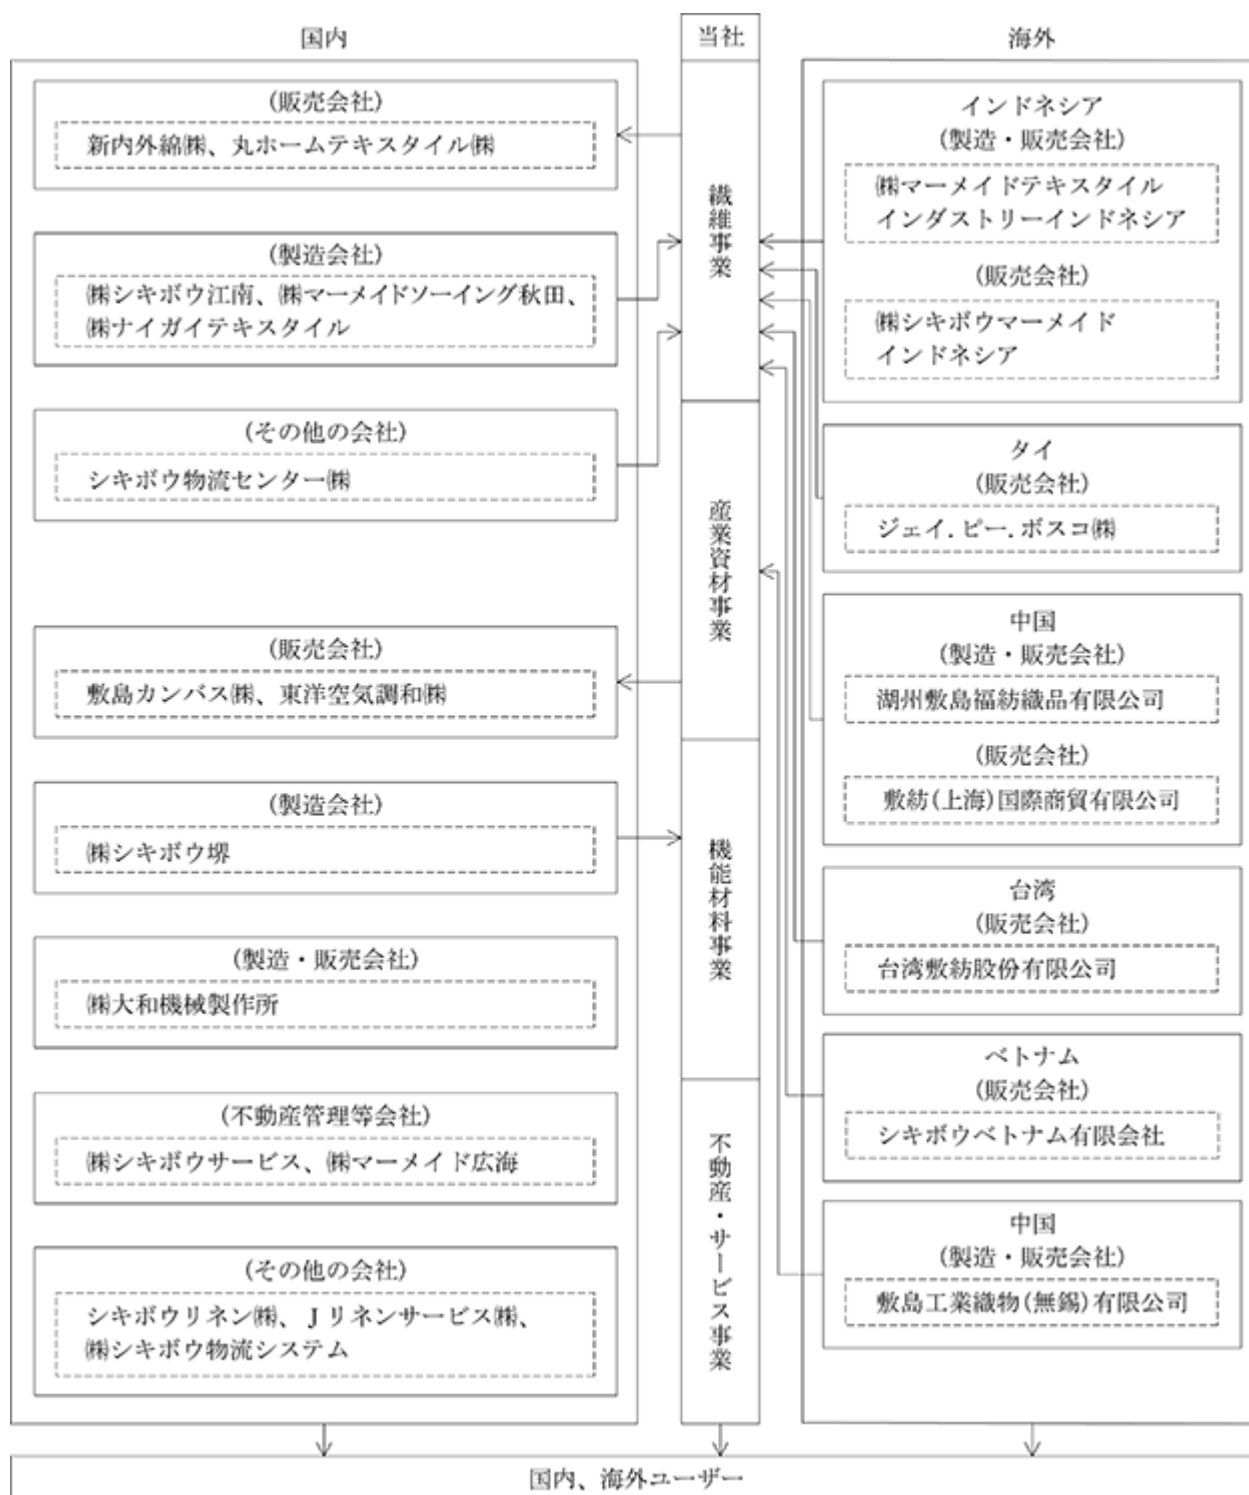 国内
(販売会社)
新内外綿㈱、丸ホームテキスタイル㈱
(製造会社)
㈱シキボウ江南、㈱マーメイドソーイング秋田、
㈱ナイガイテキスタイル
(その他の会社)
シキボウ物流センター㈱
(販売会社)
敷島カンバス㈱、東洋空気調和㈱
(製造会社)
㈱シキボウ堺
(製造・販売会社)
㈱大和機械製作所
(不動産管理等会社)
㈱シキボウサービス、㈱マーメイド広海
(その他の会社)
シキボウリネン㈱、Jリネンサービス㈱、
㈱シキボウ物流システム
当社
繊維事業
産業資材事業
機能材料事業
不動産・サービス事業
海外
インドネシア
(製造・販売会社)
㈱マーメイドテキスタイル
インダストリーインドネシア
(販売会社)
㈱シキボウマーメイド
インドネシア
タイ
(販売会社)
ジェイ.ピー.ボスコ㈱
中国
(製造・販売会社)
湖州敷島福紡織品有限公司
(販売会社)
敷紡(上海)国際商貿有限公司
台湾
(販売会社)
台湾敷紡股份有限公司
ベトナム
(販売会社)
シキボウベトナム有限会社
中国
(製造・販売会社)
敷島工業織物(無錫)有限公司
国内、海外ユーザー